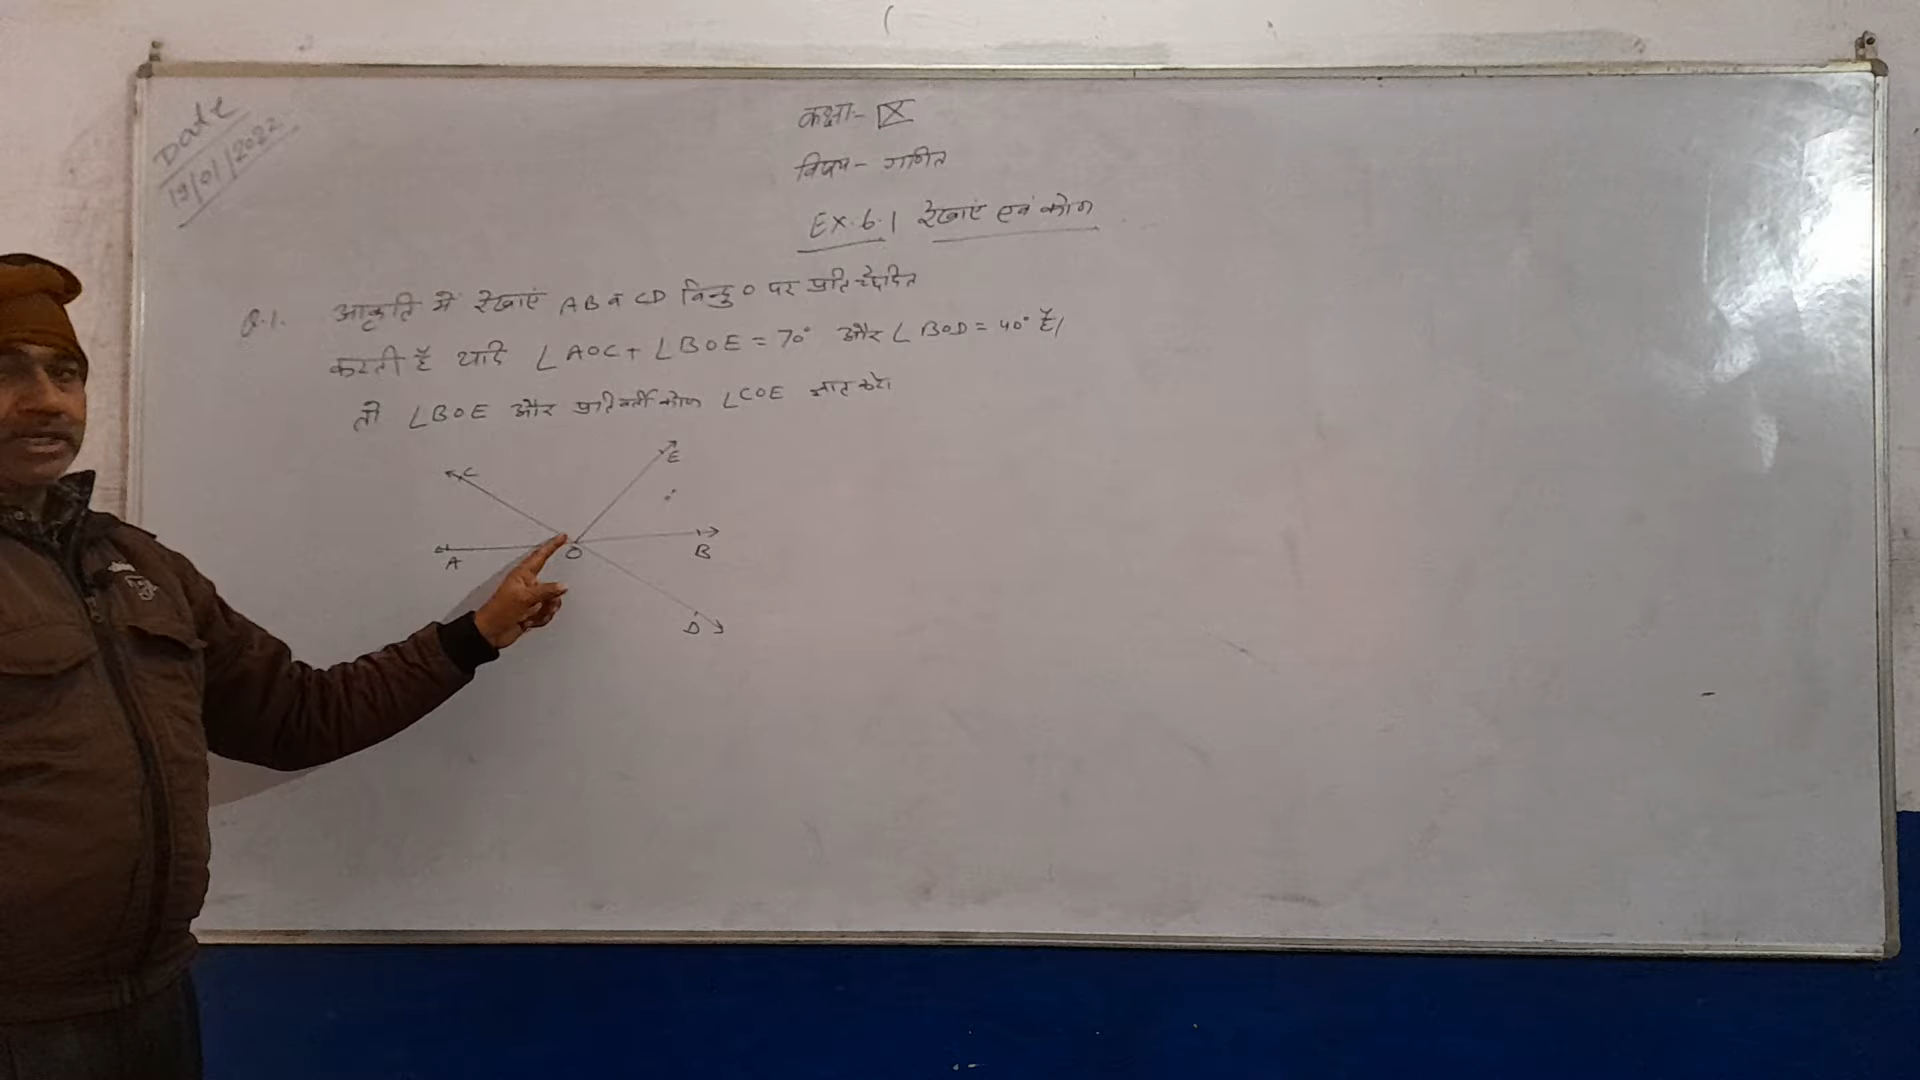 Date
19/01/2022
कक्षा- IX
विषय- गणित
Ex.6.1 रेखाएं एवं कोण
Q.1. आकृति में रेखाएं AB व CD बिन्दु O पर प्रतिच्छेदित
करती हैं यदि ∠AOC + ∠BOE = 70° और ∠BOD = 40° है।
तो ∠BOE और प्रतिवर्ती कोण ∠COE ज्ञात करो।
C
E
A
O
B
D